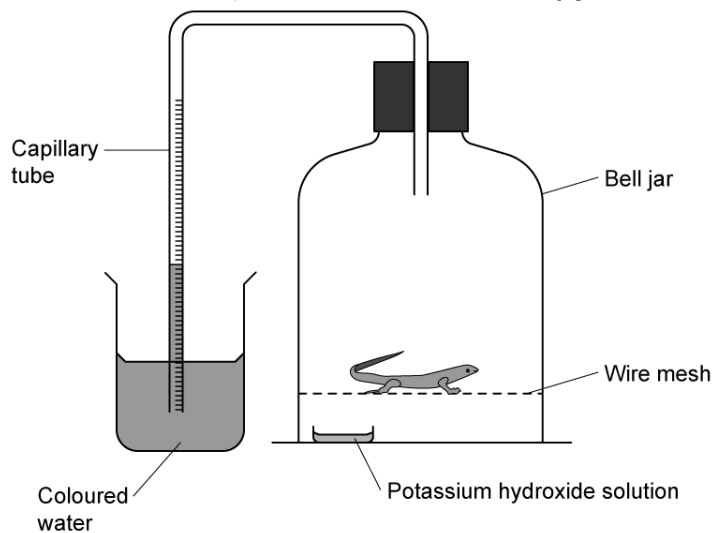 Capillary
tube
Bell jar
Wire mesh
Potassium hydroxide solution
Coloured
water